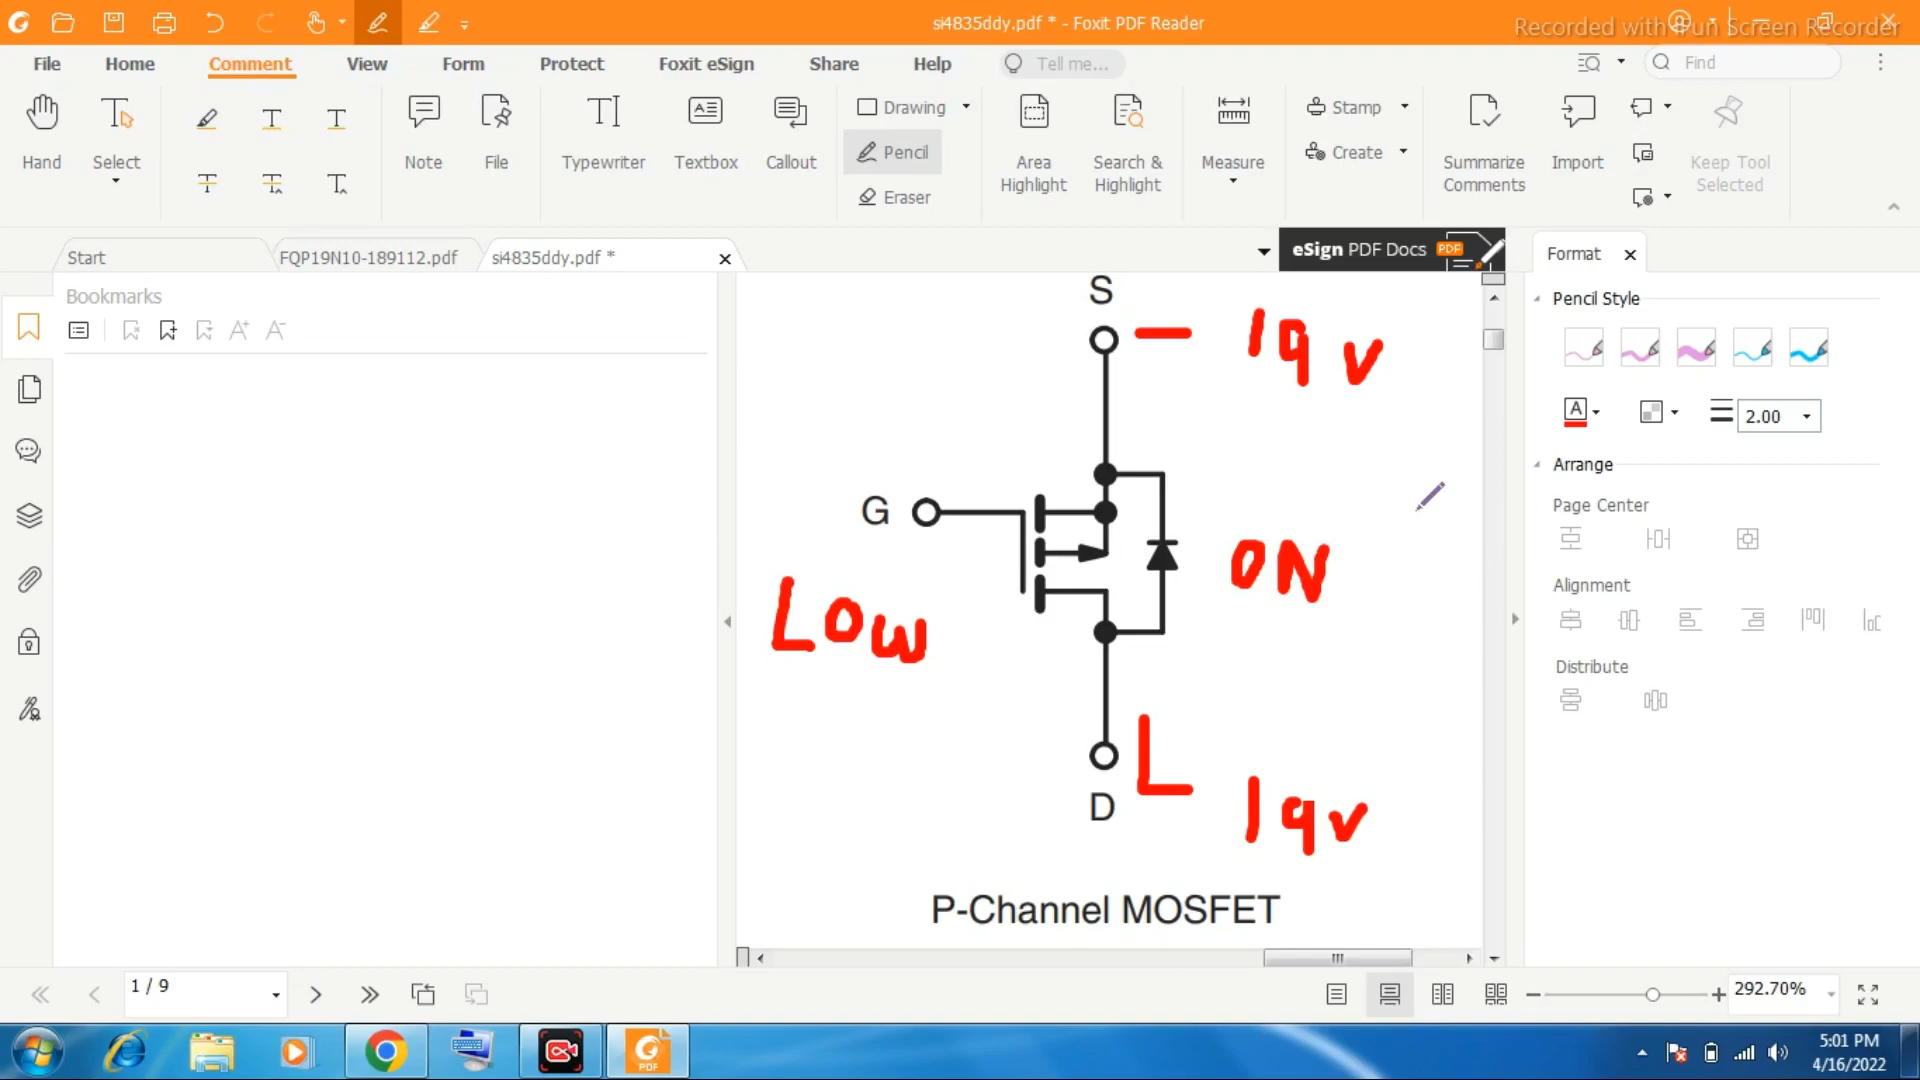 si4835ddy.pdf * - Foxit PDF Reader
Recorded with iFun Screen Recorder
File Home Comment View Form Protect Foxit eSign Share Help Tell me... Find
Hand Select Note File Typewriter Textbox Callout Drawing Pencil Eraser
Area Highlight
Search & Highlight
Measure
Stamp
Create
Summarize Comments
Import
Keep Tool Selected
Start FQP19N10-189112.pdf si4835ddy.pdf *
eSign PDF Docs PDF
Format
Bookmarks
Pencil Style
A 2.00
Arrange
Page Center
Alignment
Distribute
S
19 v
G
ON
Low
D
19v
P-Channel MOSFET
1 / 9
292.70%
PDF
5:01 PM
4/16/2022